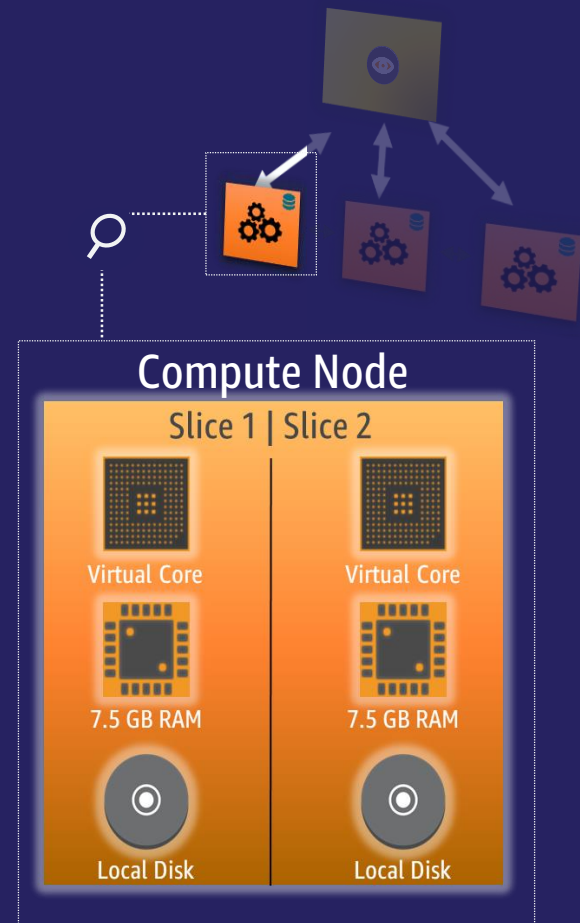 Compute Node
Slice 1 | Slice 2
Virtual Core
Virtual Core
7.5 GB RAM
7.5 GB RAM
Local Disk
Local Disk